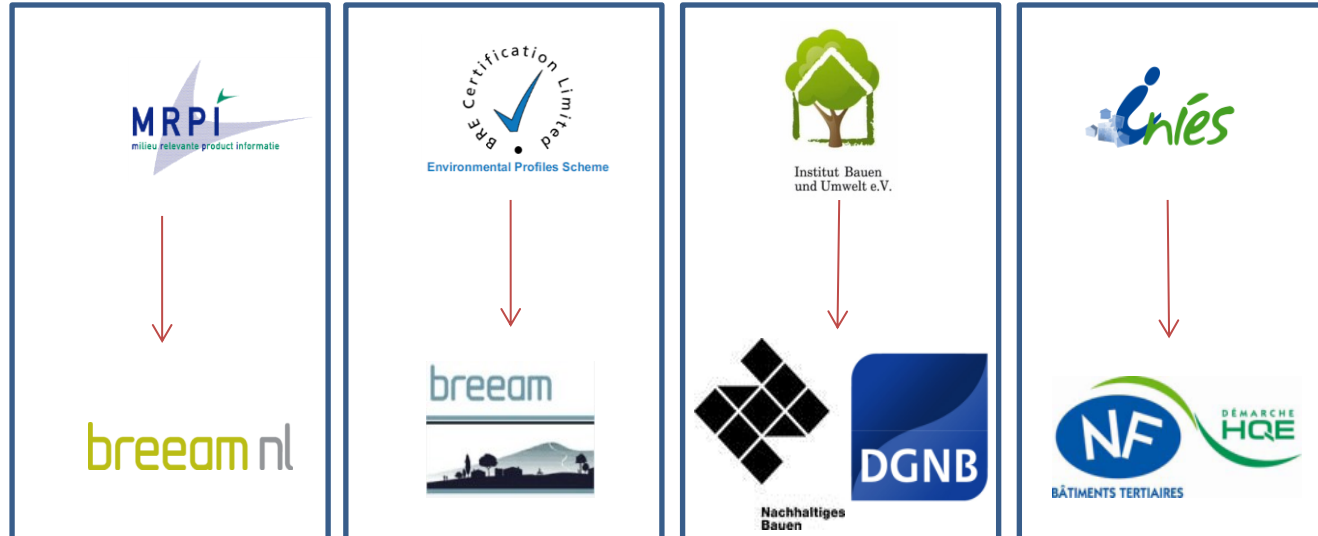 MRPI
milieu relevante product informatie
breeam nl
BRE Certification Limited
Environmental Profiles Scheme
breeam
Institut Bauen
und Umwelt e.V.
Nachhaltiges
Bauen
DGNB
iniés
NF
BÂTIMENTS TERTIAIRES
DÉMARCHE
HQE